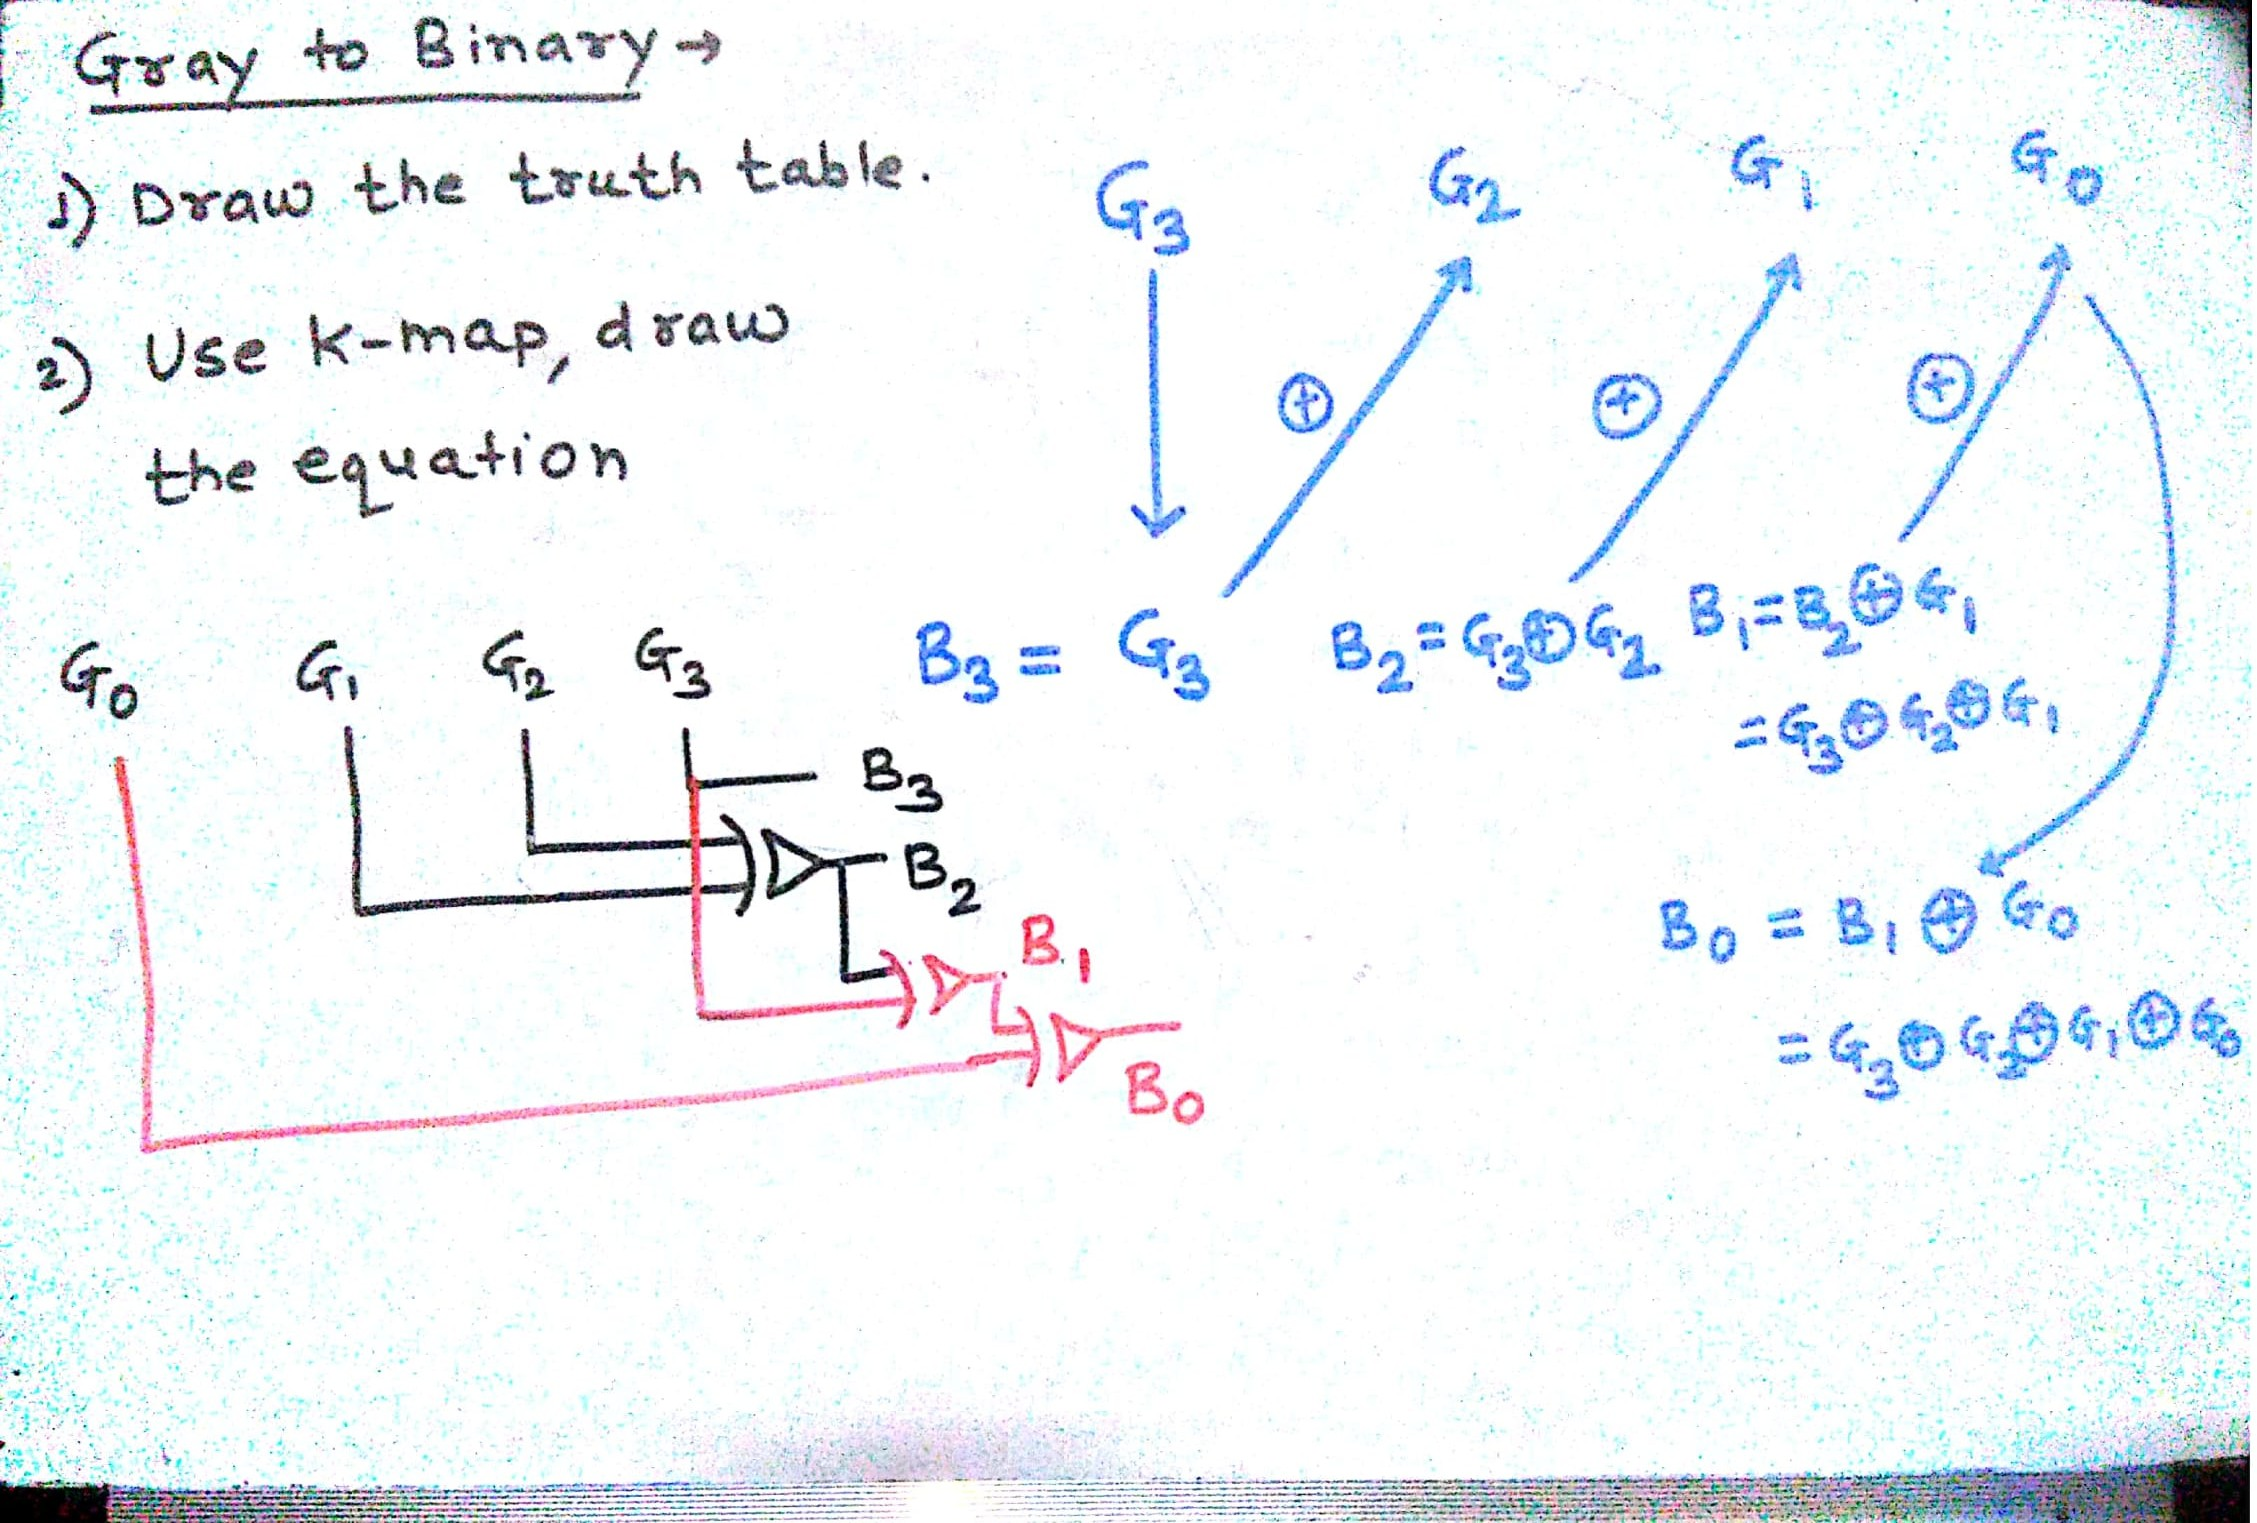 Gray to Binary →
1) Draw the truth table.
2) Use k-map, draw
the equation
G3 G2 G1 G0
⊕ ⊕ ⊕
B3 = G3 B2 = G3⊕G2 B1 = B2⊕G1
= G3⊕G2⊕G1
B0 = B1 ⊕ G0
= G3⊕G2⊕G1⊕G0
G0 G1 G2 G3
B3
B2
B1
B0